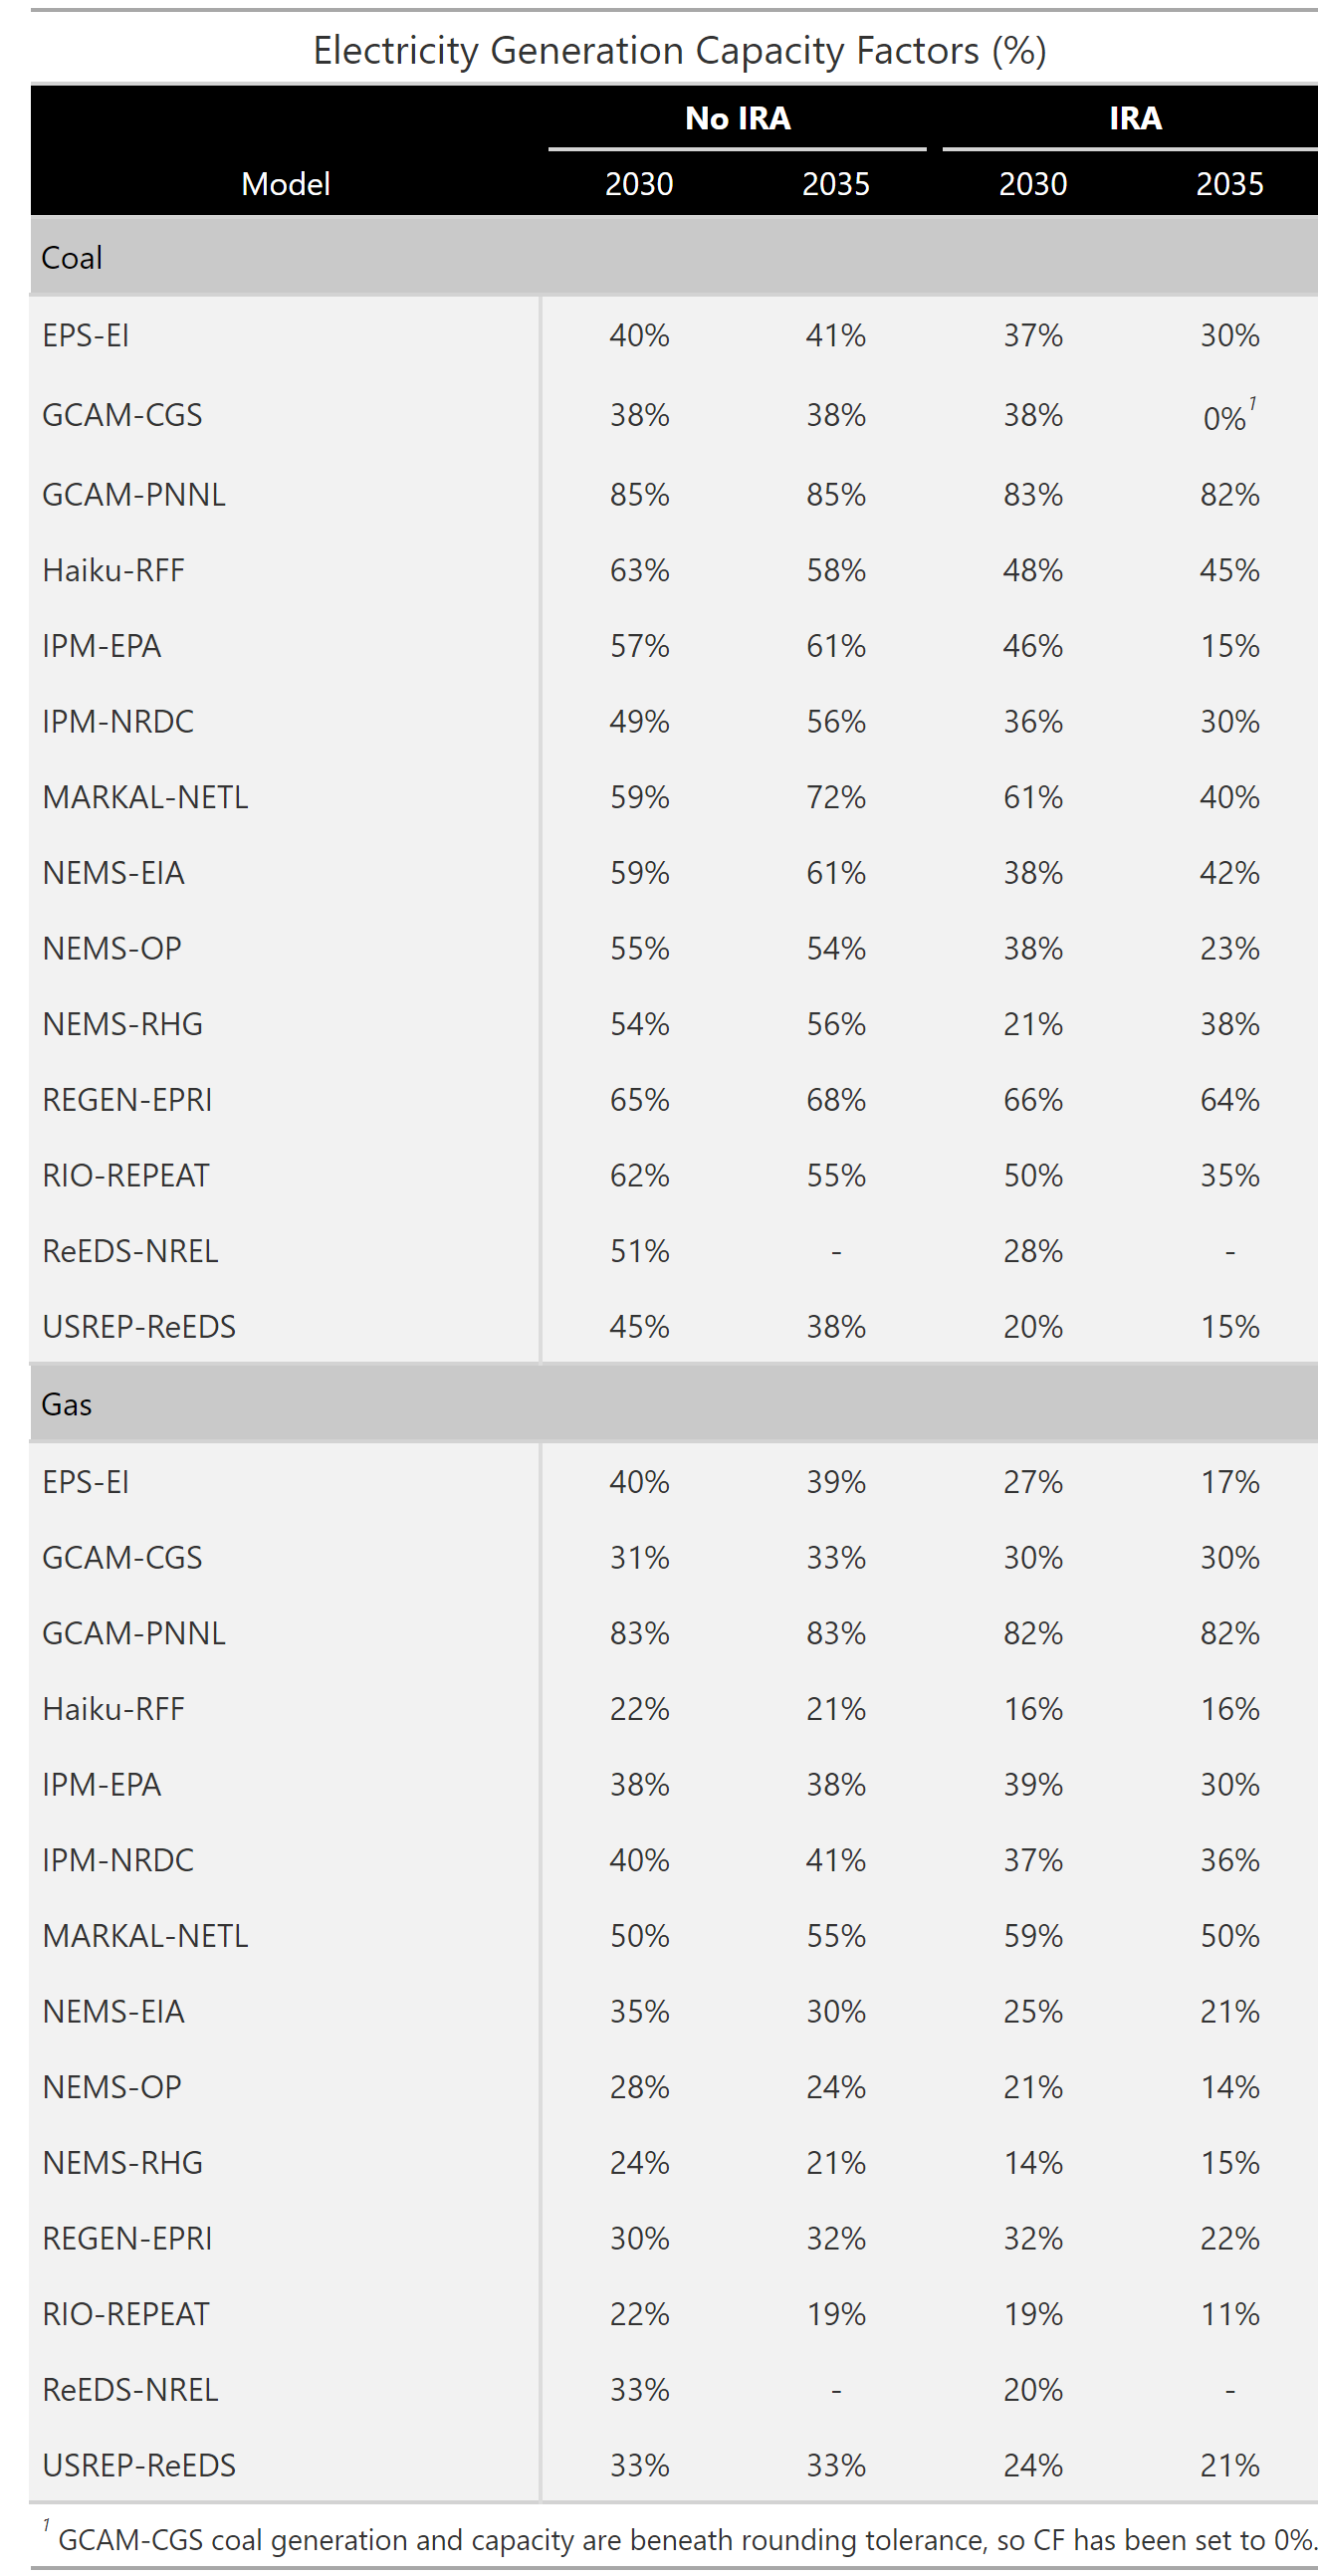 Electricity Generation Capacity Factors (%)
No IRA IRA
Model 2030 2035 2030 2035
Coal
EPS-EI 40% 41% 37% 30%
GCAM-CGS 38% 38% 38% 0%1
GCAM-PNNL 85% 85% 83% 82%
Haiku-RFF 63% 58% 48% 45%
IPM-EPA 57% 61% 46% 15%
IPM-NRDC 49% 56% 36% 30%
MARKAL-NETL 59% 72% 61% 40%
NEMS-EIA 59% 61% 38% 42%
NEMS-OP 55% 54% 38% 23%
NEMS-RHG 54% 56% 21% 38%
REGEN-EPRI 65% 68% 66% 64%
RIO-REPEAT 62% 55% 50% 35%
ReEDS-NREL 51% - 28% -
USREP-ReEDS 45% 38% 20% 15%
Gas
EPS-EI 40% 39% 27% 17%
GCAM-CGS 31% 33% 30% 30%
GCAM-PNNL 83% 83% 82% 82%
Haiku-RFF 22% 21% 16% 16%
IPM-EPA 38% 38% 39% 30%
IPM-NRDC 40% 41% 37% 36%
MARKAL-NETL 50% 55% 59% 50%
NEMS-EIA 35% 30% 25% 21%
NEMS-OP 28% 24% 21% 14%
NEMS-RHG 24% 21% 14% 15%
REGEN-EPRI 30% 32% 32% 22%
RIO-REPEAT 22% 19% 19% 11%
ReEDS-NREL 33% - 20% -
USREP-ReEDS 33% 33% 24% 21%
1 GCAM-CGS coal generation and capacity are beneath rounding tolerance, so CF has been set to 0%.